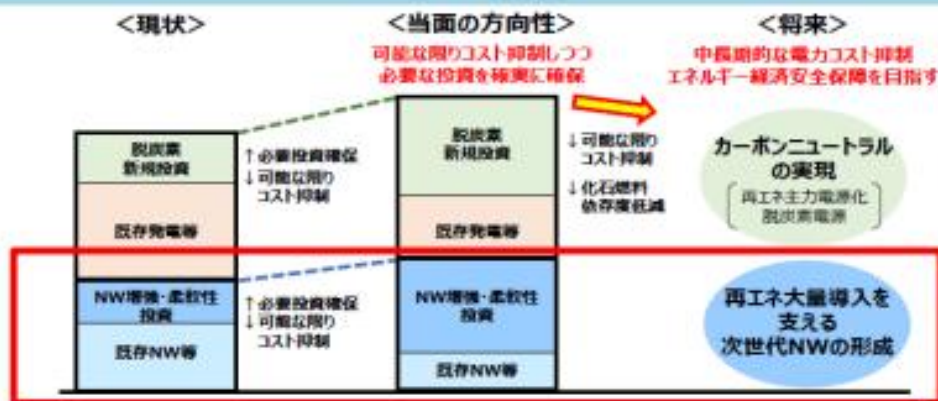 <現状>
<当面の方向性>
<将来>
可能な限りコスト抑制しつつ
必要な投資を確実に確保
中長期的な電力コスト抑制
エネルギー経済安全保障を目指す
脱炭素
新規投資
既存発電等
NW増強・柔軟性
投資
既存NW等
↑必要投資確保
↓可能な限り
コスト抑制
↑必要投資確保
↓可能な限り
コスト抑制
脱炭素
新規投資
既存発電等
NW増強・柔軟性
投資
既存NW等
↓可能な限り
コスト抑制
↓化石燃料
依存度低減
カーボンニュートラル
の実現
再エネ主力電源化
脱炭素電源
再エネ大量導入を
支える
次世代NWの形成